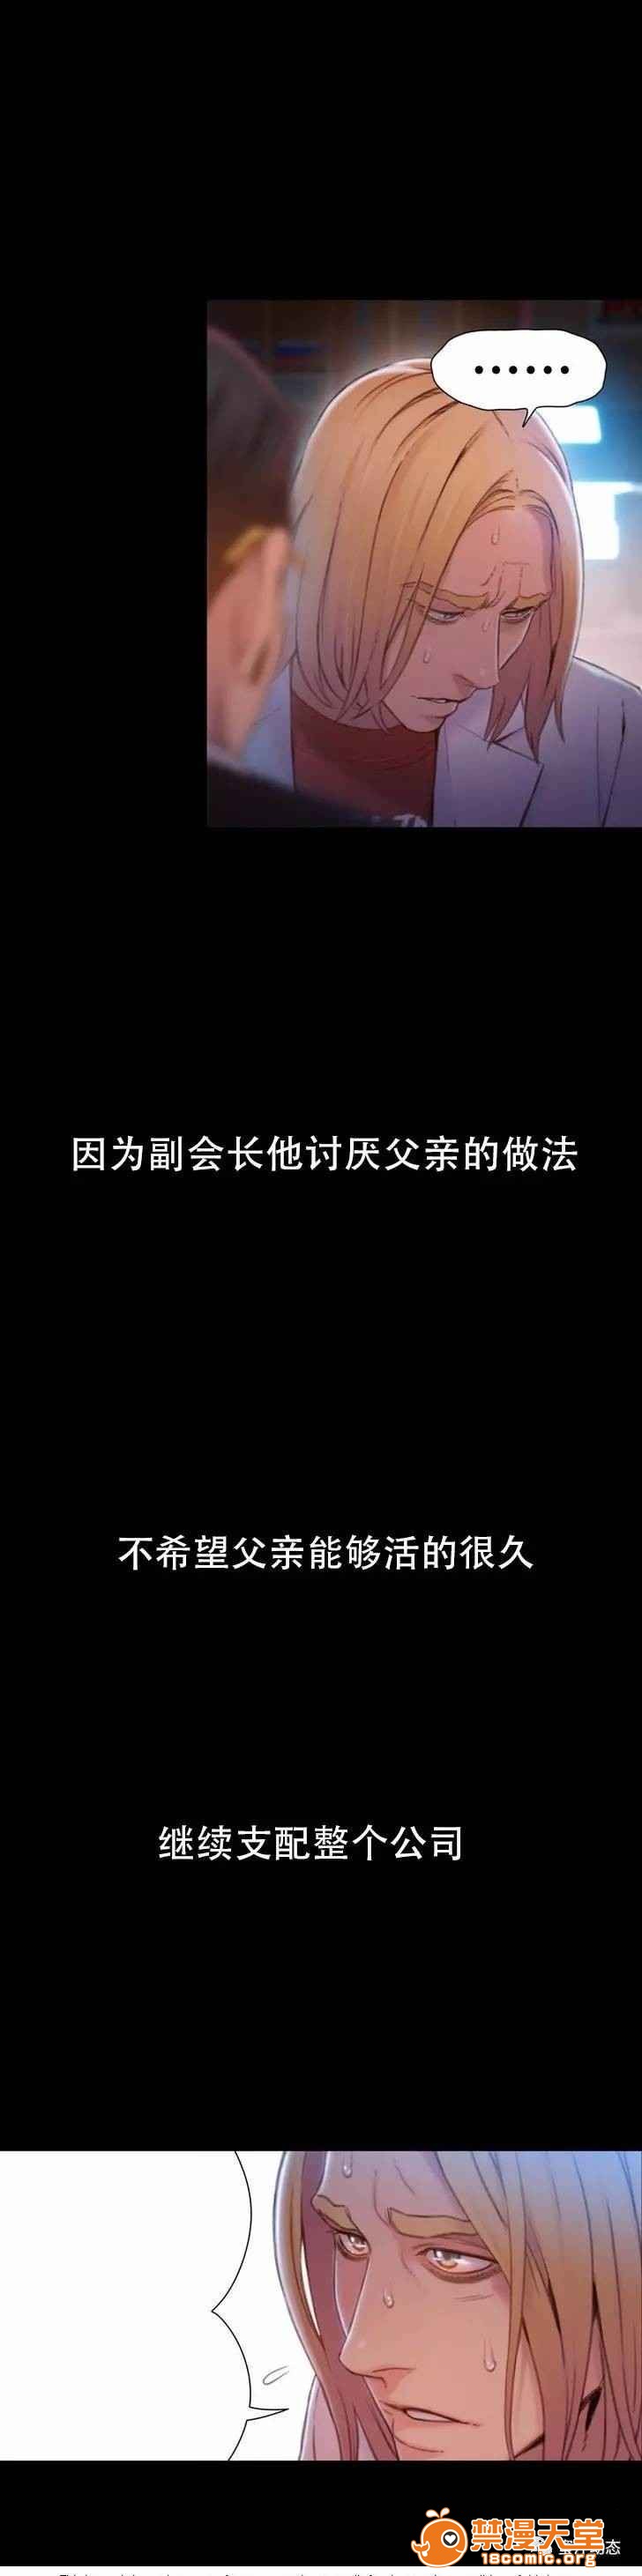 ......
因为副会长他讨厌父亲的做法
不希望父亲能够活的很久
继续支配整个公司
禁漫天堂
18comic.org
态